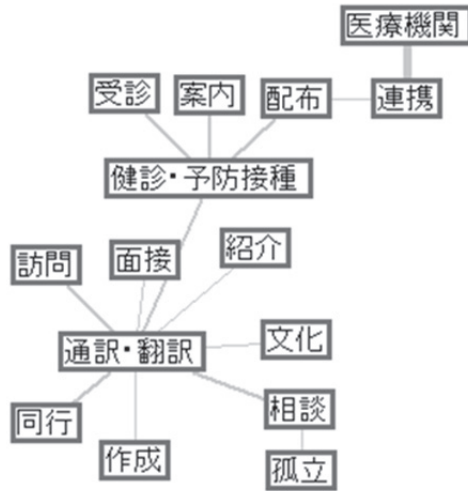 医療機関
受診
案内
配布
連携
健診・予防接種
訪問
面接
紹介
通訳・翻訳
文化
同行
相談
作成
孤立